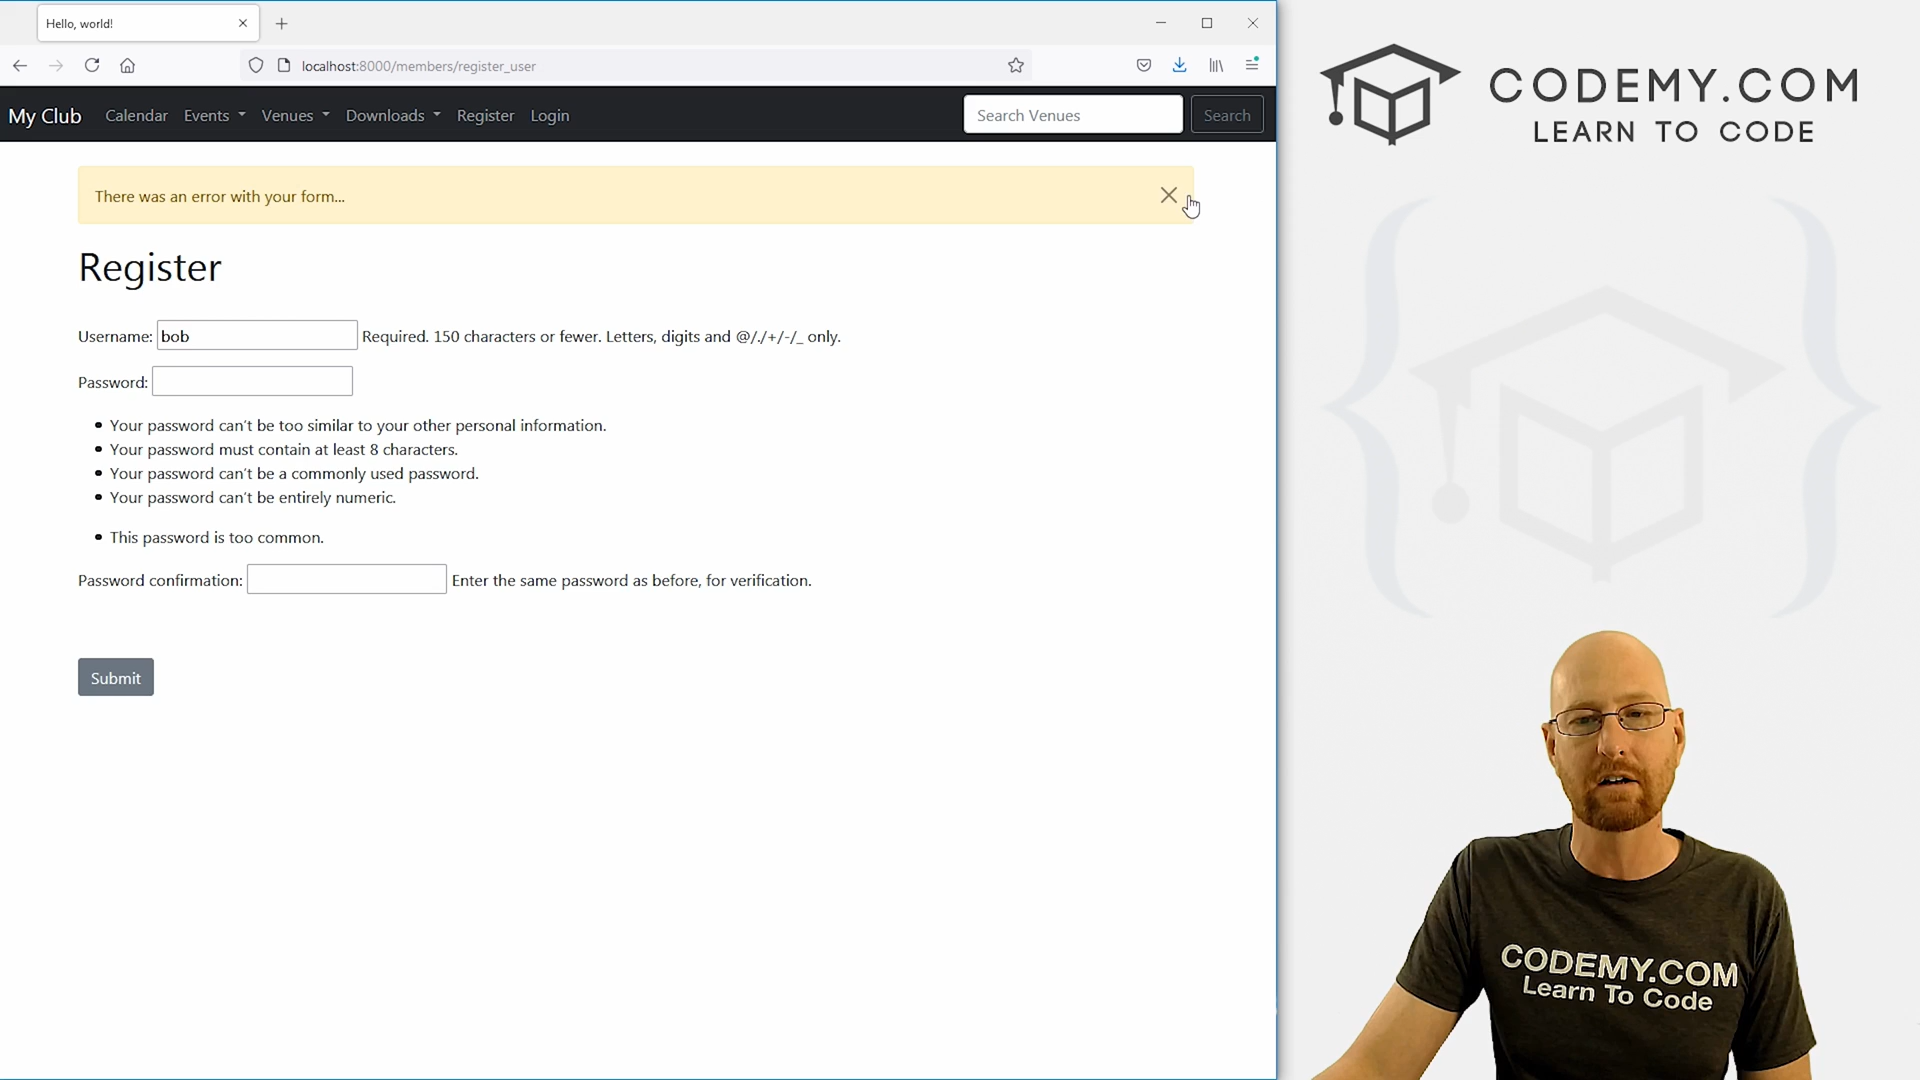 Hello, world!
localhost:8000/members/register_user
My Club Calendar Events Venues Downloads Register Login Search Venues Search
There was an error with your form...
Register
Username: bob Required. 150 characters or fewer. Letters, digits and @/./+/-/_ only.
Password:
Your password can't be too similar to your other personal information.
Your password must contain at least 8 characters.
Your password can't be a commonly used password.
Your password can't be entirely numeric.
This password is too common.
Password confirmation: Enter the same password as before, for verification.
Submit
CODEMY.COM
LEARN TO CODE
CODEMY.COM
Learn To Code